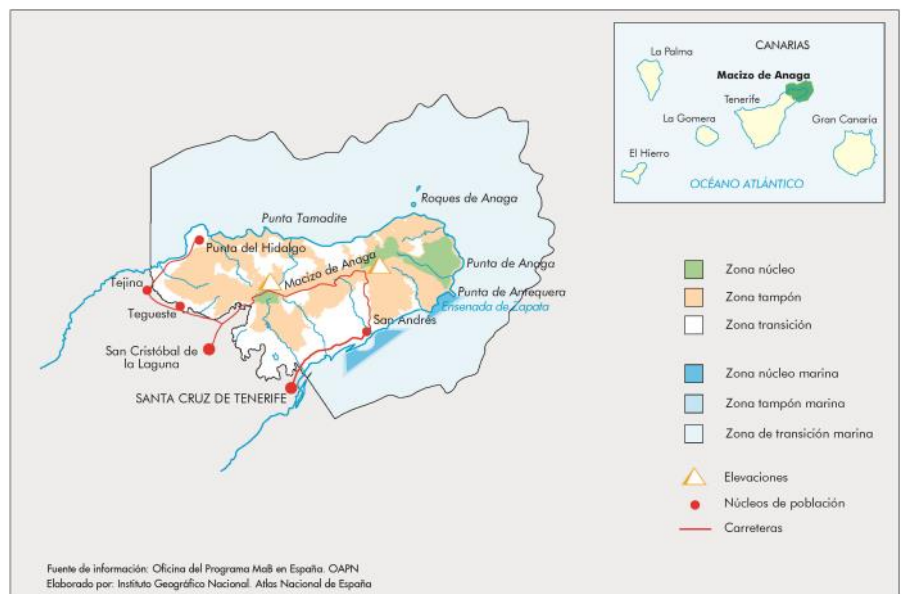 CANARIAS
La Palma
Macizo de Anaga
Tenerife
La Gomera
Gran Canaria
El Hierro
OCÉANO ATLÁNTICO
Roques de Anaga
Punta Tamadite
Punta del Hidalgo
Macizo de Anaga
Punta de Anaga
Tejina
Punta de Antequera
Ensenada de Zapata
Tegueste
San Andrés
San Cristóbal de
la Laguna
SANTA CRUZ DE TENERIFE
Zona núcleo
Zona tampón
Zona transición
Zona núcleo marina
Zona tampón marina
Zona de transición marina
Elevaciones
Núcleos de población
Carreteras
Fuente de información: Oficina del Programa MaB en España. OAPN
Elaborado por: Instituto Geográfico Nacional. Atlas Nacional de España